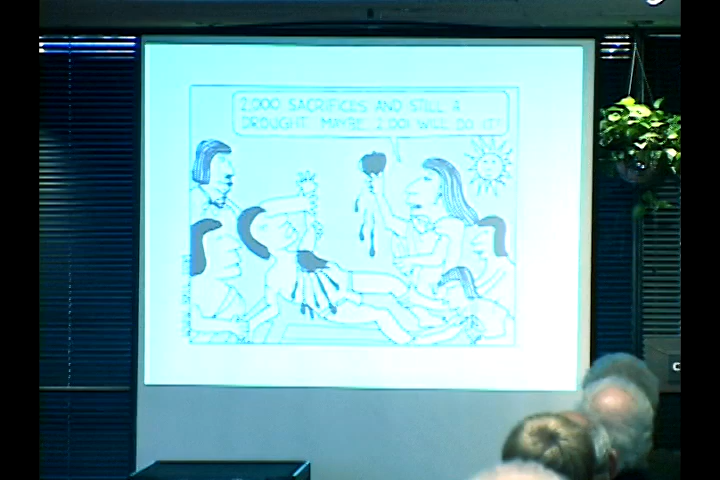 2,000 SACRIFICES AND STILL A
DROUGHT. MAYBE 2,001 WILL DO IT!